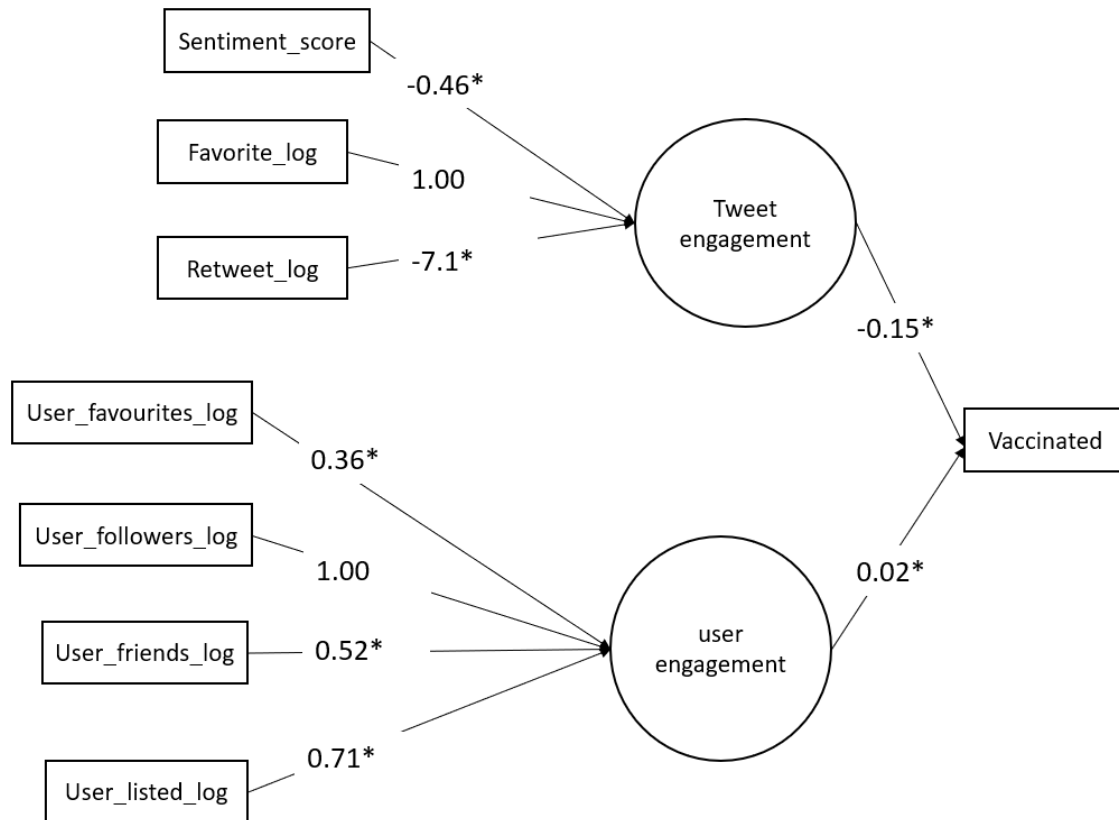 Sentiment_score
-0.46*
Favorite_log
1.00
Retweet_log
-7.1*
Tweet
engagement
-0.15*
User_favourites_log
0.36*
User_followers_log
1.00
User_friends_log
0.52*
User_listed_log
0.71*
user
engagement
0.02*
Vaccinated